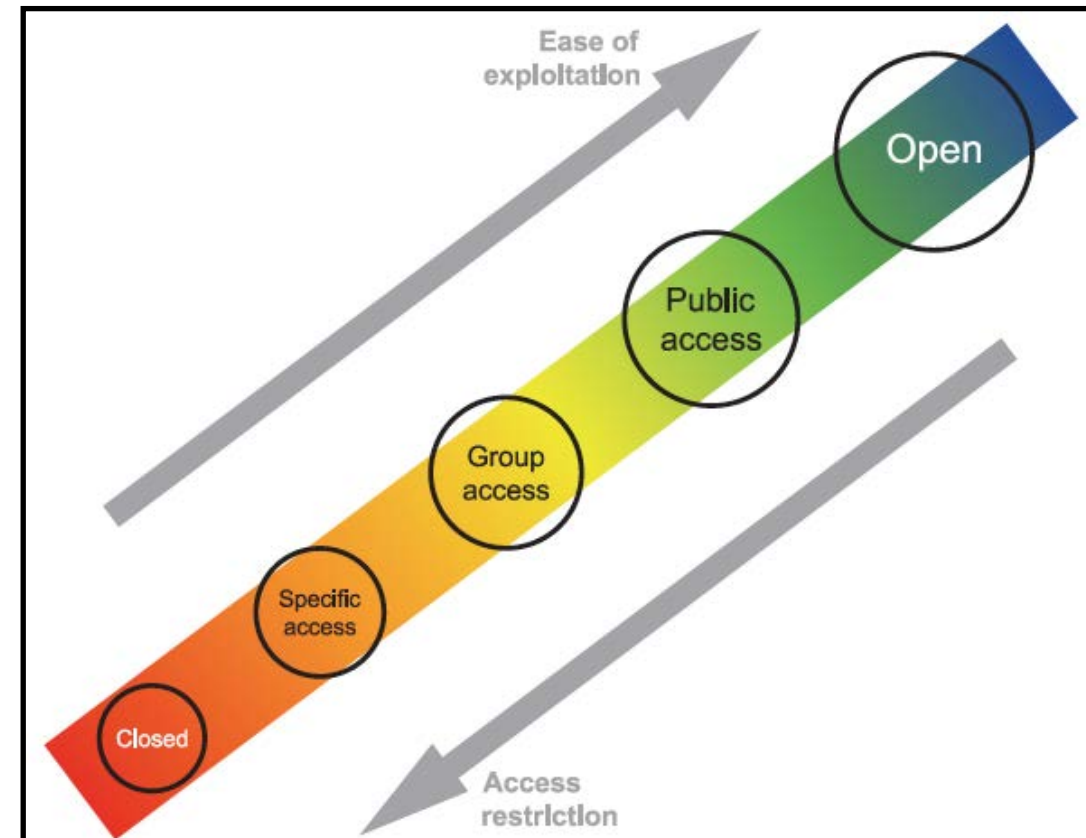 Ease of
exploitation
Open
Public
access
Group
access
Specific
access
Closed
Access
restriction